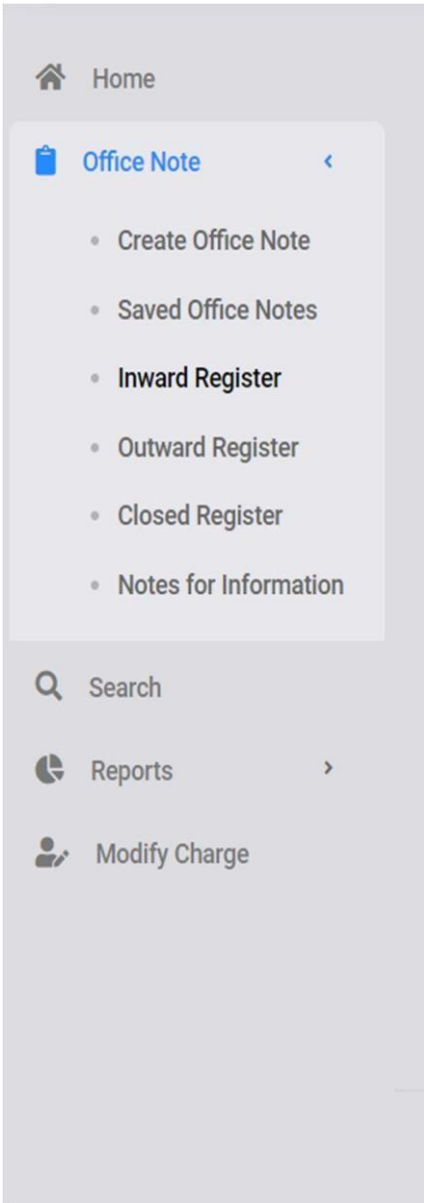 Home
Office Note
Create Office Note
Saved Office Notes
Inward Register
Outward Register
Closed Register
Notes for Information
Search
Reports
Modify Charge